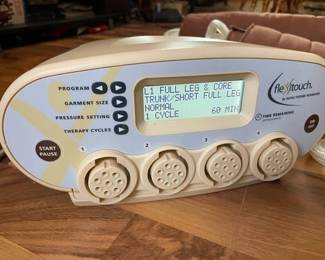 PROGRAM
GARMENT SIZE
PRESSURE SETTING
THERAPY CYCLES
START
PAUSE
L1 FULL LEG & CORE
TRUNK/SHORT FULL LEG
NORMAL
1 CYCLE 60 MIN
flexitouch
TIME REMAINING
1
2
3
4